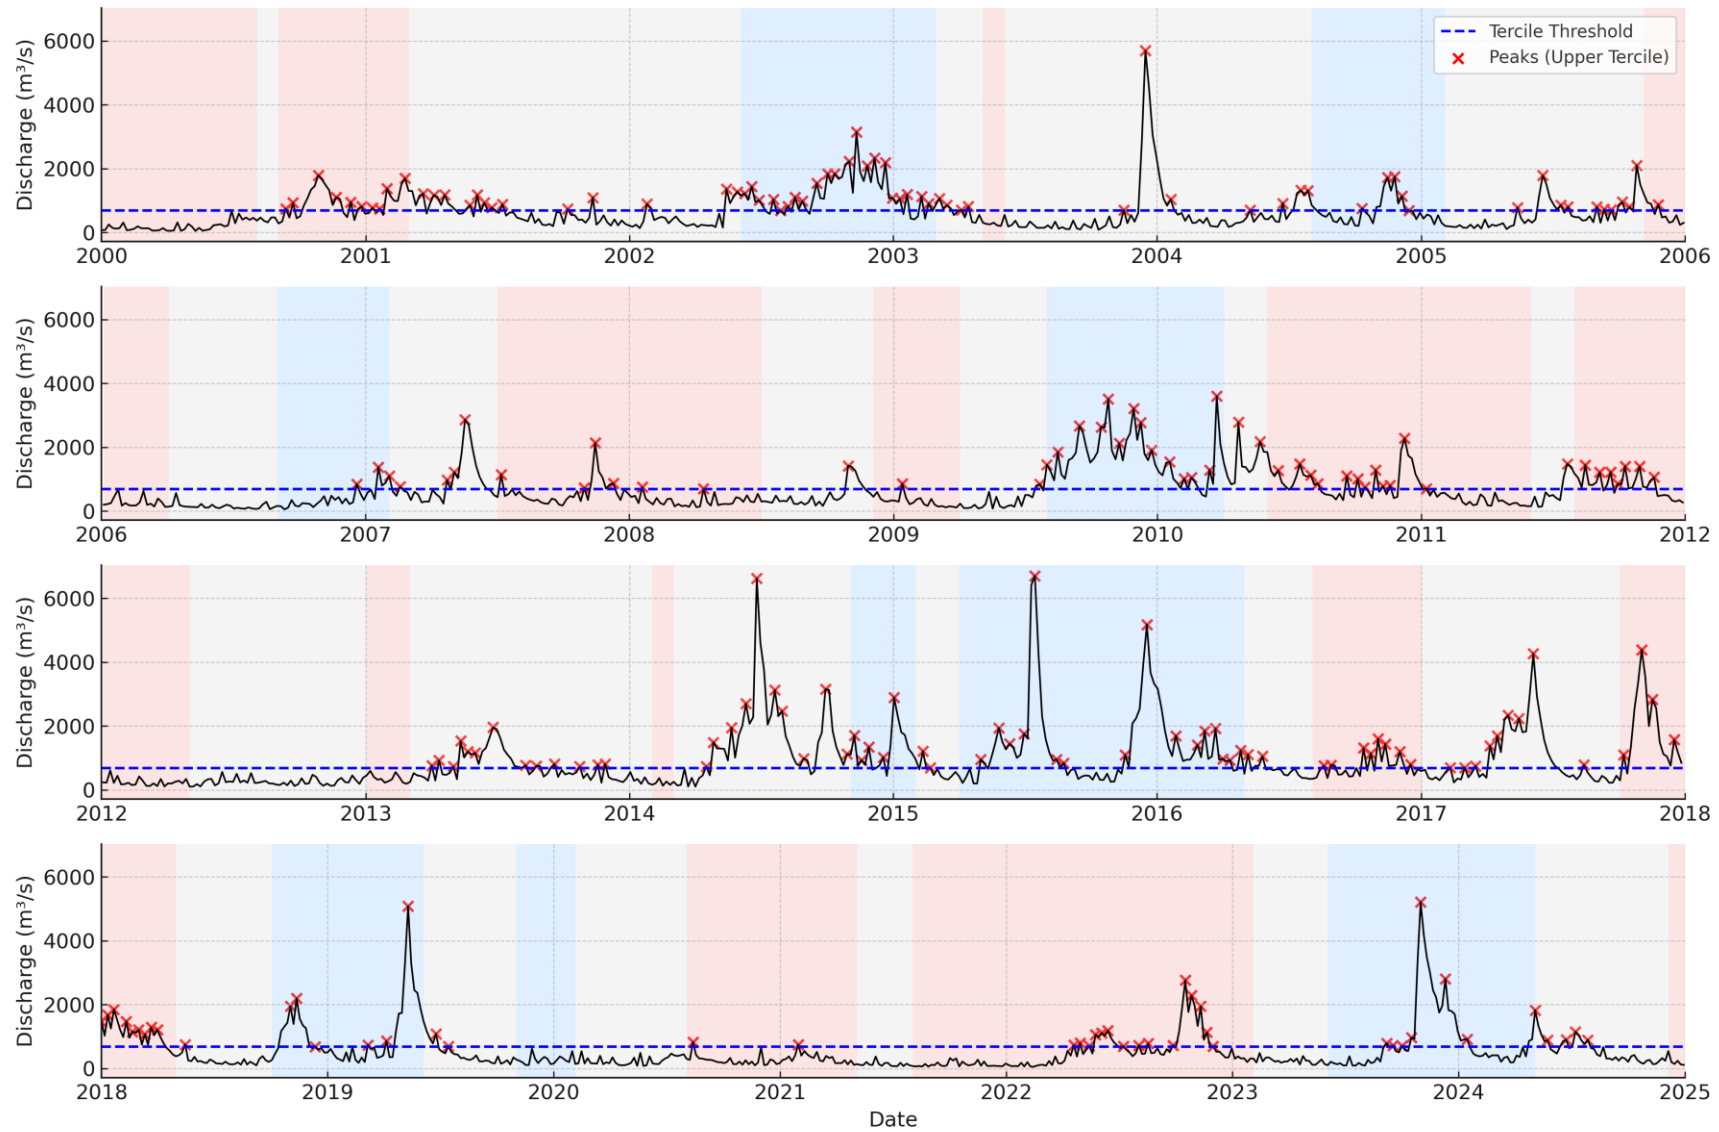 Discharge (m³/s)
6000
4000
2000
0
Tercile Threshold
Peaks (Upper Tercile)
2000 2001 2002 2003 2004 2005 2006
Discharge (m³/s)
6000
4000
2000
0
2006 2007 2008 2009 2010 2011 2012
Discharge (m³/s)
6000
4000
2000
0
2012 2013 2014 2015 2016 2017 2018
Discharge (m³/s)
6000
4000
2000
0
2018 2019 2020 2021 2022 2023 2024 2025
Date